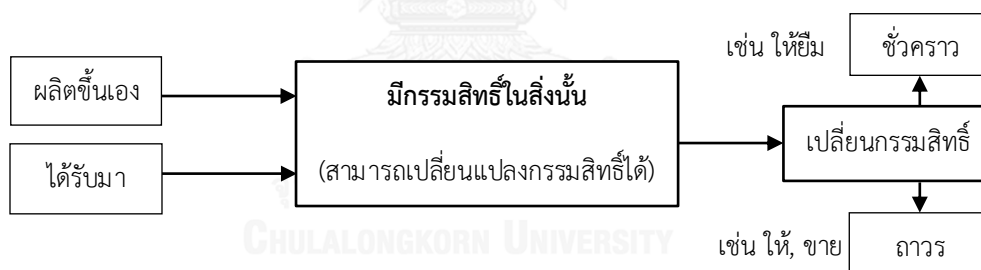 เช่น ให้ยืม
ชั่วคราว
ผลิตขึ้นเอง
มีกรรมสิทธิ์ในสิ่งนั้น
(สามารถเปลี่ยนแปลงกรรมสิทธิ์ได้)
ได้รับมา
เปลี่ยนกรรมสิทธิ์
เช่น ให้, ขาย
ถาวร
CHULALONGKORN UNIVERSITY